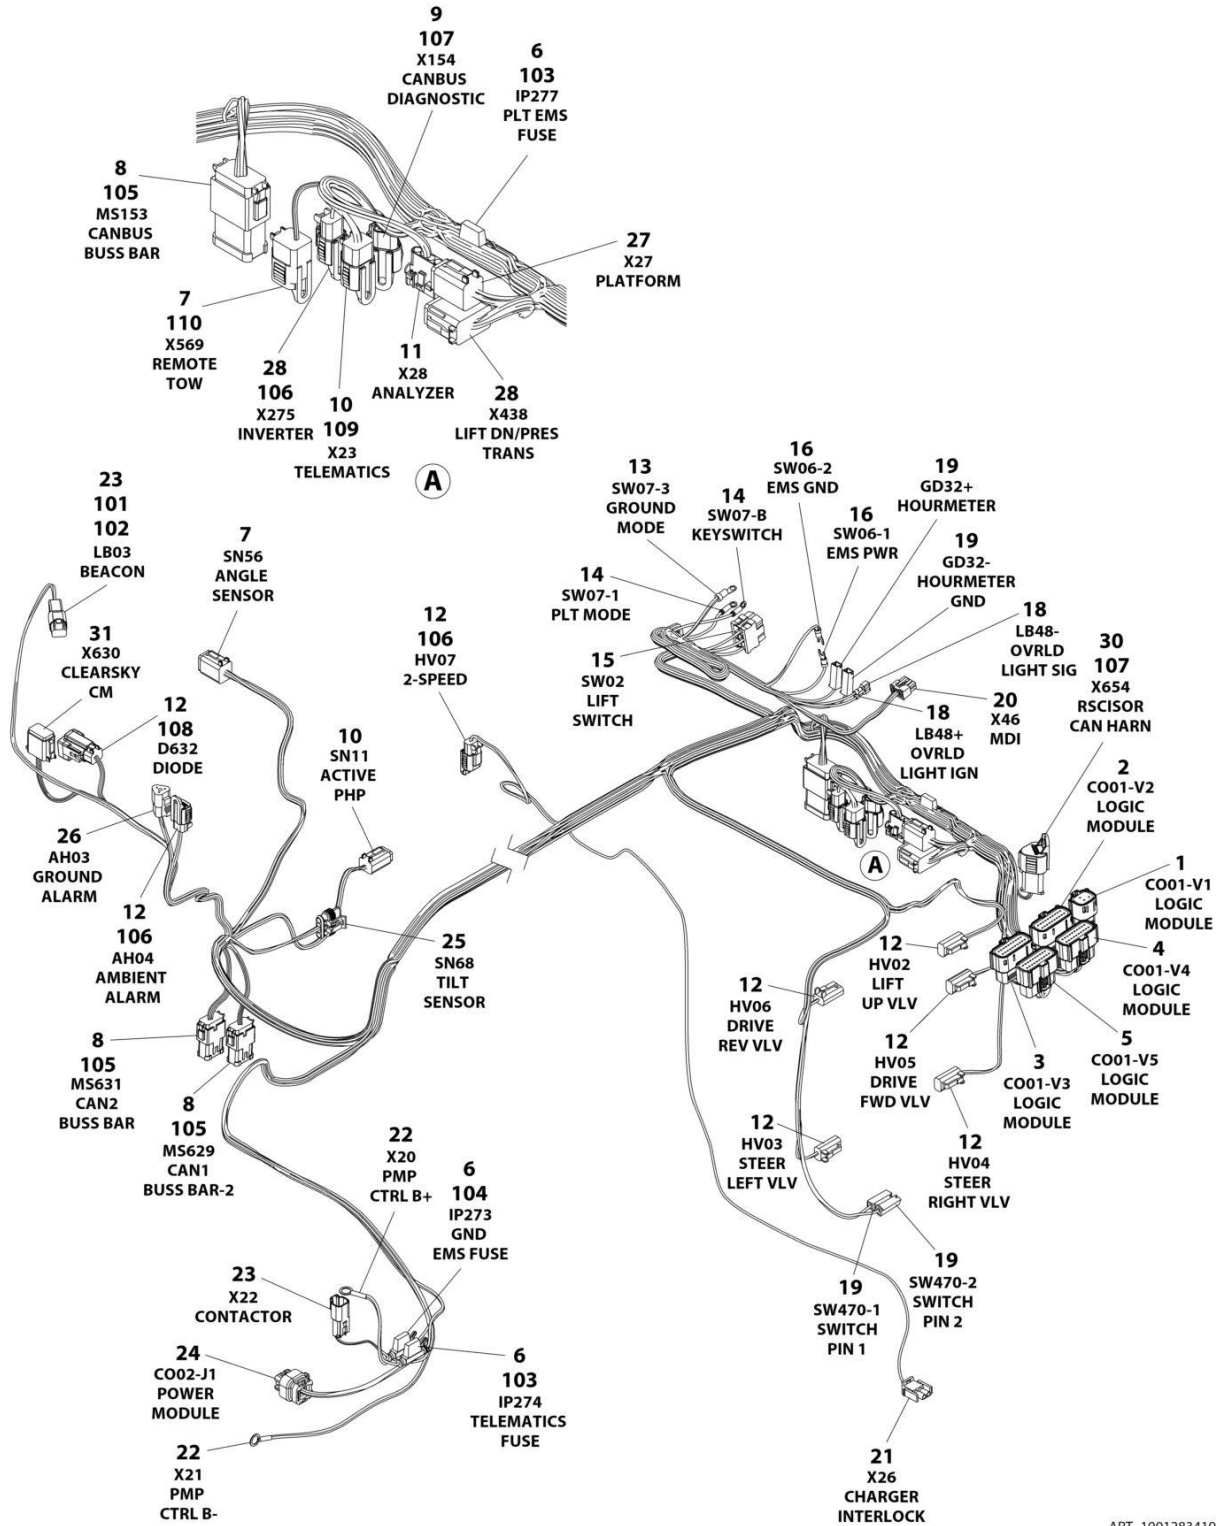 9
107
X154
CANBUS
DIAGNOSTIC
6
103
IP277
PLT EMS
FUSE
8
105
MS153
CANBUS
BUSS BAR
27
X27
PLATFORM
7
110
X569
REMOTE
TOW
28
106
X275
INVERTER
10
109
X23
TELEMATICS
11
X28
ANALYZER
28
X438
LIFT DN/PRES
TRANS
A
23
101
102
LB03
BEACON
7
SN56
ANGLE
SENSOR
31
X630
CLEARSKY
CM
12
108
D632
DIODE
12
106
HV07
2-SPEED
10
SN11
ACTIVE
PHP
26
AH03
GROUND
ALARM
12
106
AH04
AMBIENT
ALARM
25
SN68
TILT
SENSOR
8
105
MS631
CAN2
BUSS BAR
8
105
MS629
CAN1
BUSS BAR-2
13
SW07-3
GROUND
MODE
14
SW07-B
KEYSWITCH
16
SW06-2
EMS GND
16
SW06-1
EMS PWR
19
GD32+
HOURMETER
19
GD32-
HOURMETER
GND
14
SW07-1
PLT MODE
15
SW02
LIFT
SWITCH
18
LB48-
OVRLD
LIGHT SIG
18
LB48+
OVRLD
LIGHT IGN
20
X46
MDI
30
107
X654
RSCISOR
CAN HARN
2
CO01-V2
LOGIC
MODULE
1
CO01-V1
LOGIC
MODULE
4
CO01-V4
LOGIC
MODULE
5
CO01-V5
LOGIC
MODULE
3
CO01-V3
LOGIC
MODULE
A
12
HV02
LIFT
UP VLV
12
HV06
DRIVE
REV VLV
12
HV05
DRIVE
FWD VLV
12
HV03
STEER
LEFT VLV
12
HV04
STEER
RIGHT VLV
22
X20
PMP
CTRL B+
6
104
IP273
GND
EMS FUSE
23
X22
CONTACTOR
24
CO02-J1
POWER
MODULE
22
X21
PMP
CTRL B-
6
103
IP274
TELEMATICS
FUSE
19
SW470-1
SWITCH
PIN 1
19
SW470-2
SWITCH
PIN 2
21
X26
CHARGER
INTERLOCK